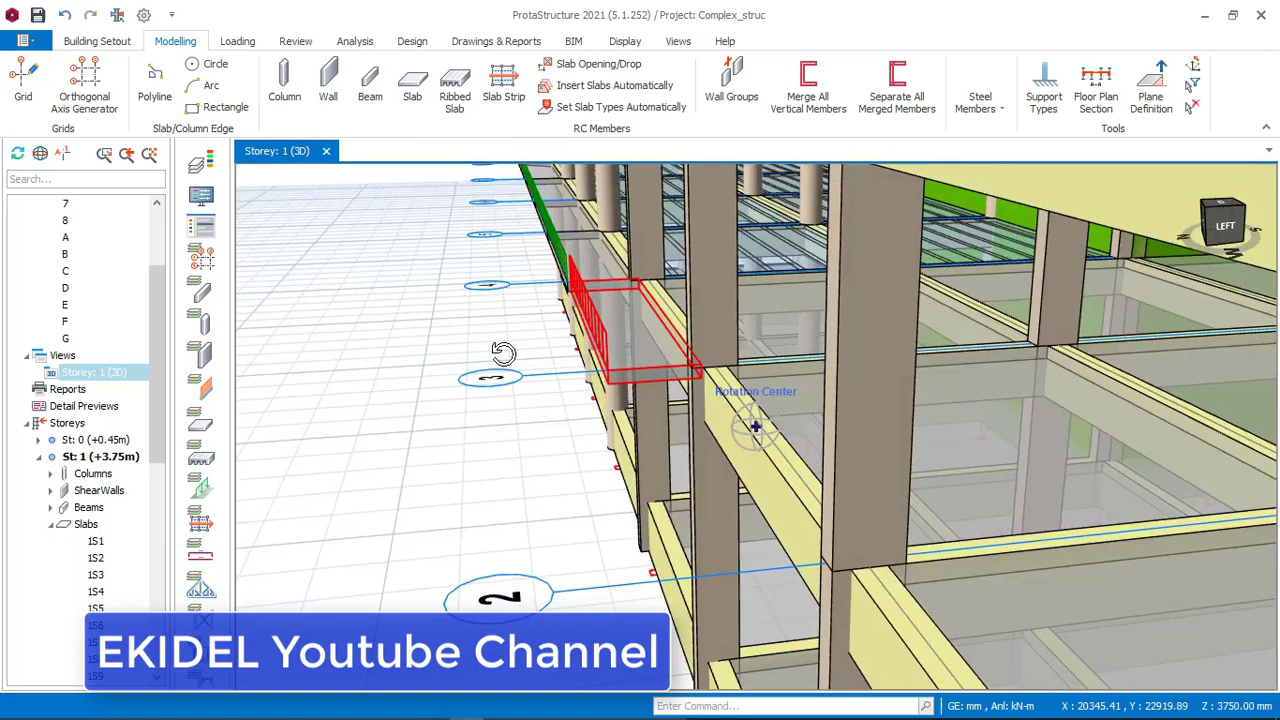 ProtaStructure 2021 (5.1.252) / Project: Complex_struc
Building Setout
Modelling
Loading
Review
Analysis
Design
Drawings & Reports
BIM
Display
Views
Help
Grid
Orthogonal
Axis Generator
Grids
Polyline
Circle
Arc
Rectangle
Slab/Column Edge
Column
Wall
Beam
Slab
Ribbed
Slab
Slab Strip
Slab Opening/Drop
Insert Slabs Automatically
Set Slab Types Automatically
RC Members
Wall Groups
Merge All
Vertical Members
Separate All
Merged Members
Steel
Members
Support
Types
Floor Plan
Section
Plane
Definition
Tools
Search...
Storey: 1 (3D)
7
8
A
B
C
D
E
F
G
Views
3D Storey: 1 (3D)
Reports
Detail Previews
Storeys
St: 0 (+0.45m)
St: 1 (+3.75m)
Columns
ShearWalls
Beams
Slabs
1S1
1S2
1S3
1S4
1S5
1S6
1S9
LEFT
Rotation Center
2
EKIDEL Youtube Channel
Enter Command...
GE: mm , Anl: kN-m
X : 20345.41 , Y : 22919.89
Z : 3750.00 mm